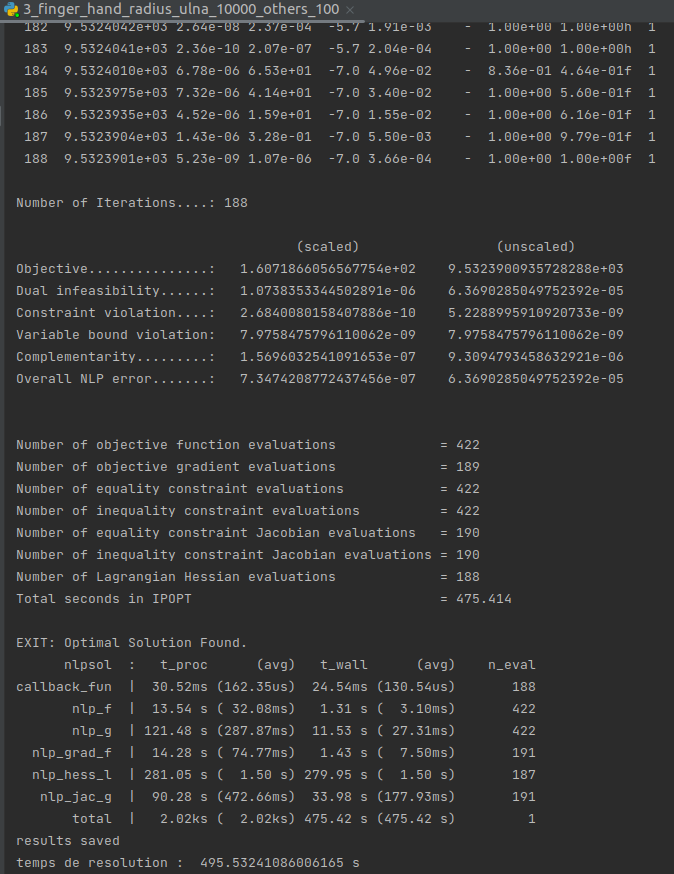 3_finger_hand_radius_ulna_10000_others_100 ×
182  9.5324042e+03 2.64e-08 2.37e-04  -5.7 1.91e-03    -  1.00e+00 1.00e+00h  1
183  9.5324041e+03 2.36e-10 2.07e-07  -5.7 2.04e-04    -  1.00e+00 1.00e+00h  1
184  9.5324010e+03 6.78e-06 6.53e+01  -7.0 4.96e-02    -  8.36e-01 4.64e-01f  1
185  9.5323975e+03 7.32e-06 4.14e+01  -7.0 3.40e-02    -  1.00e+00 5.60e-01f  1
186  9.5323935e+03 4.52e-06 1.59e+01  -7.0 1.55e-02    -  1.00e+00 6.16e-01f  1
187  9.5323904e+03 1.43e-06 3.28e-01  -7.0 5.50e-03    -  1.00e+00 9.79e-01f  1
188  9.5323901e+03 5.23e-09 1.07e-06  -7.0 3.66e-04    -  1.00e+00 1.00e+00f  1
Number of Iterations....: 188
(scaled)                 (unscaled)
Objective...............:   1.6071866056567754e+02    9.5323900935728288e+03
Dual infeasibility......:   1.0738353344502891e-06    6.3690285049752392e-05
Constraint violation....:   2.6840080158407886e-10    5.2288995910920733e-09
Variable bound violation:   7.9758475796110062e-09    7.9758475796110062e-09
Complementarity.........:   1.5696032541091653e-07    9.3094793458632921e-06
Overall NLP error.......:   7.3474208772437456e-07    6.3690285049752392e-05
Number of objective function evaluations             = 422
Number of objective gradient evaluations             = 189
Number of equality constraint evaluations            = 422
Number of inequality constraint evaluations          = 422
Number of equality constraint Jacobian evaluations   = 190
Number of inequality constraint Jacobian evaluations = 190
Number of Lagrangian Hessian evaluations             = 188
Total seconds in IPOPT                               = 475.414
EXIT: Optimal Solution Found.
nlpsol  :   t_proc      (avg)   t_wall      (avg)    n_eval
callback_fun  |  30.52ms (162.35us)  24.54ms (130.54us)       188
nlp_f  |  13.54 s ( 32.08ms)   1.31 s (  3.10ms)       422
nlp_g  | 121.48 s (287.87ms)  11.53 s ( 27.31ms)       422
nlp_grad_f  |  14.28 s ( 74.77ms)   1.43 s (  7.50ms)       191
nlp_hess_l  | 281.05 s (  1.50 s) 279.95 s (  1.50 s)       187
nlp_jac_g  |  90.28 s (472.66ms)  33.98 s (177.93ms)       191
total  |   2.02ks (  2.02ks) 475.42 s (475.42 s)         1
results saved
temps de resolution :  495.53241086006165 s